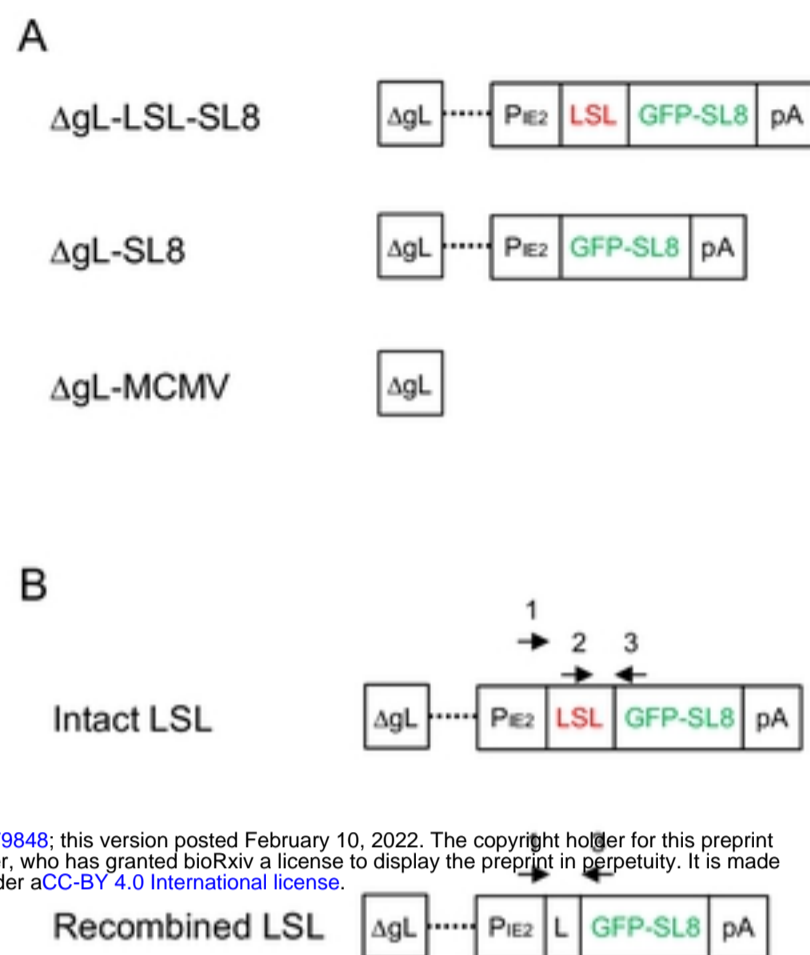 A
ΔgL-LSL-SL8 ΔgL PIE2 LSL GFP-SL8 pA
ΔgL-SL8 ΔgL PIE2 GFP-SL8 pA
ΔgL-MCMV ΔgL
B
1
2 3
Intact LSL ΔgL PIE2 LSL GFP-SL8 pA
9848; this version posted February 10, 2022. The copyright holder for this preprint
r, who has granted bioRxiv a license to display the preprint in perpetuity. It is made
der aCC-BY 4.0 International license.
Recombined LSL ΔgL PIE2 L GFP-SL8 pA